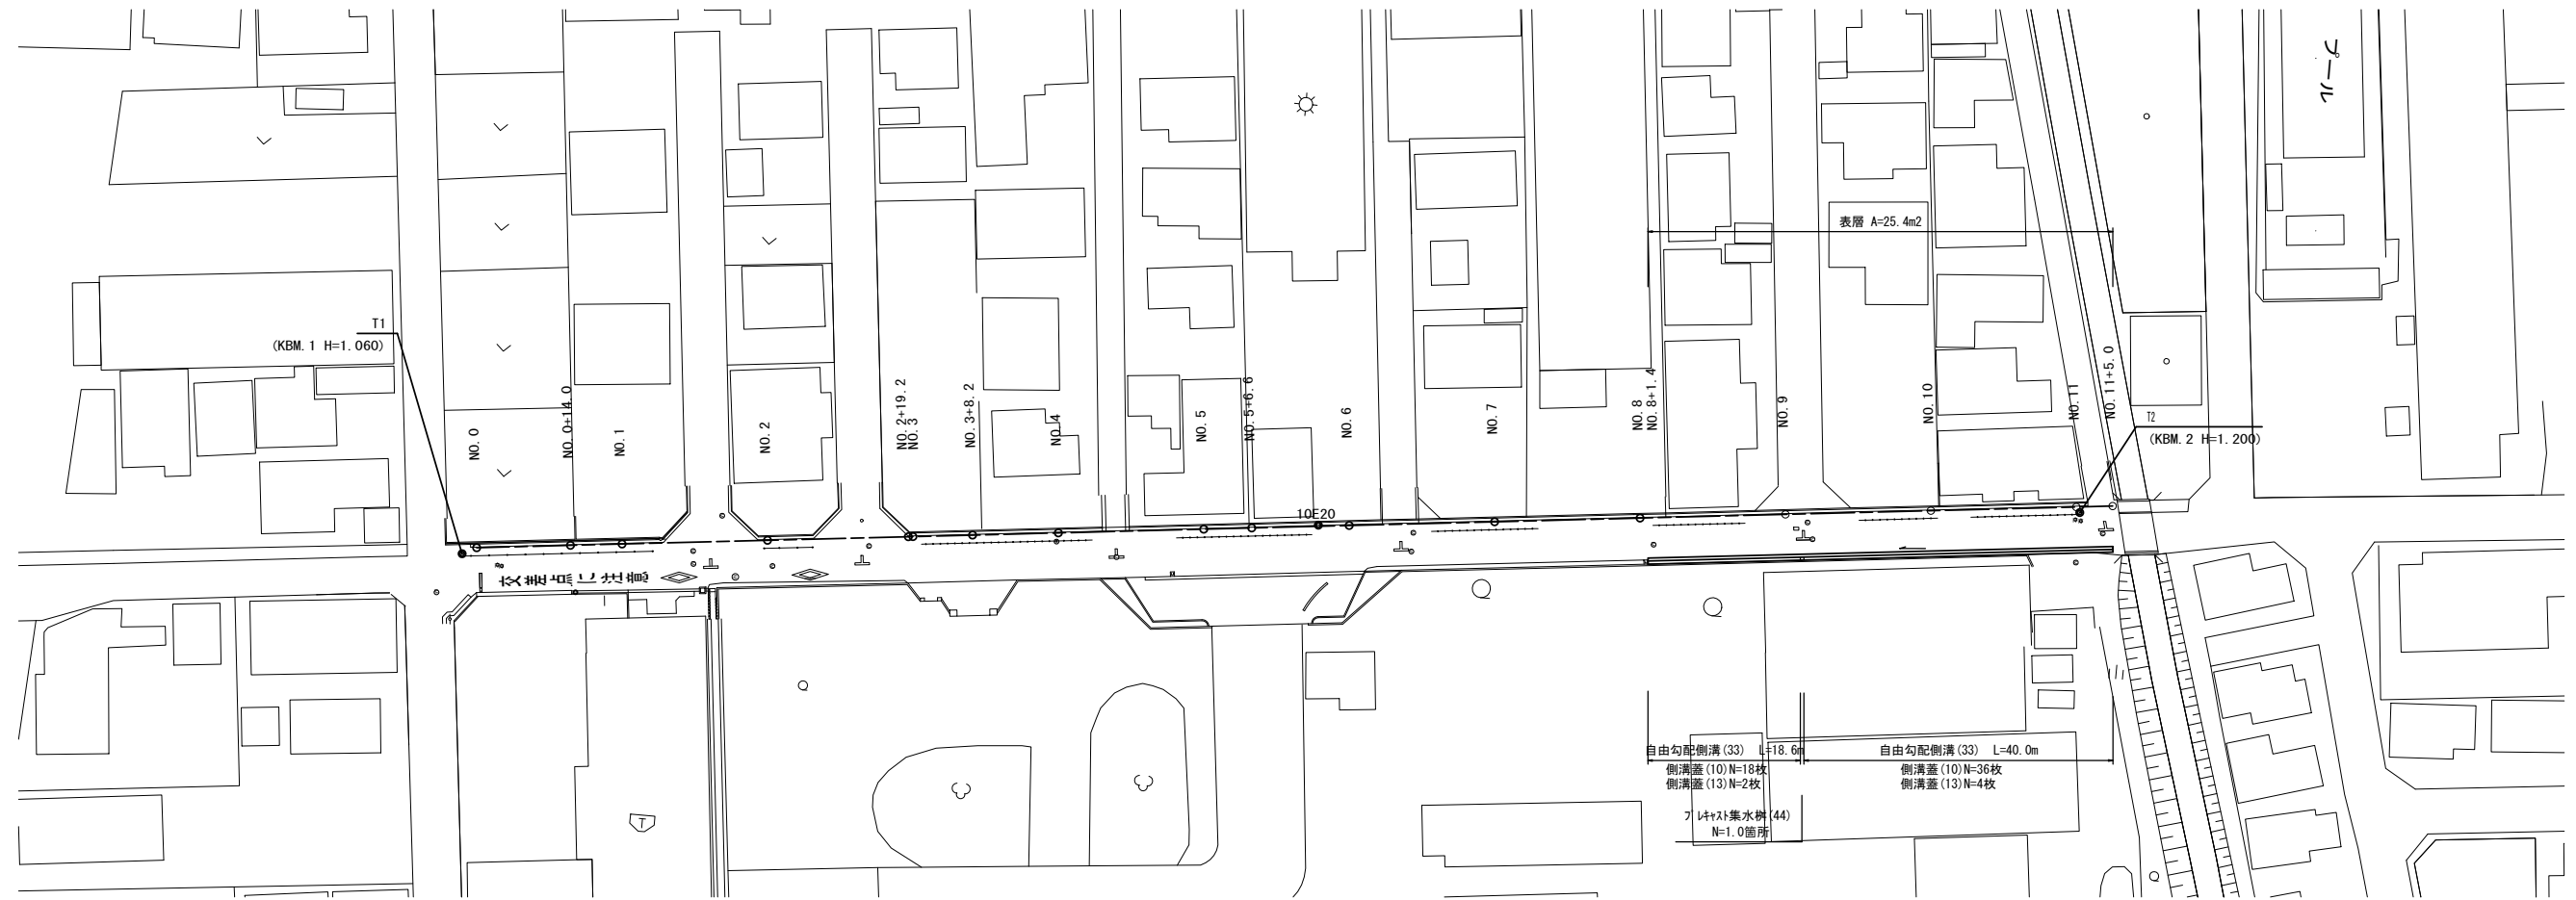 プール
表層 A=25.4m2
T1
(KBM.1 H=1.060)
NO.0
NO.0+14.0
NO.1
NO.2
NO.2+19.2
NO.3
NO.3+8.2
NO.4
NO.5
NO.5+6.6
NO.6
NO.7
NO.8
NO.8+1.4
NO.9
NO.10
NO.11
NO.11+5.0
T2
(KBM.2 H=1.200)
10E20
交差点に注意
自由勾配側溝(33) L=18.6m
側溝蓋(10)N=18枚
側溝蓋(13)N=2枚
自由勾配側溝(33) L=40.0m
側溝蓋(10)N=36枚
側溝蓋(13)N=4枚
プレキャスト集水桝(44)
N=1.0箇所
T